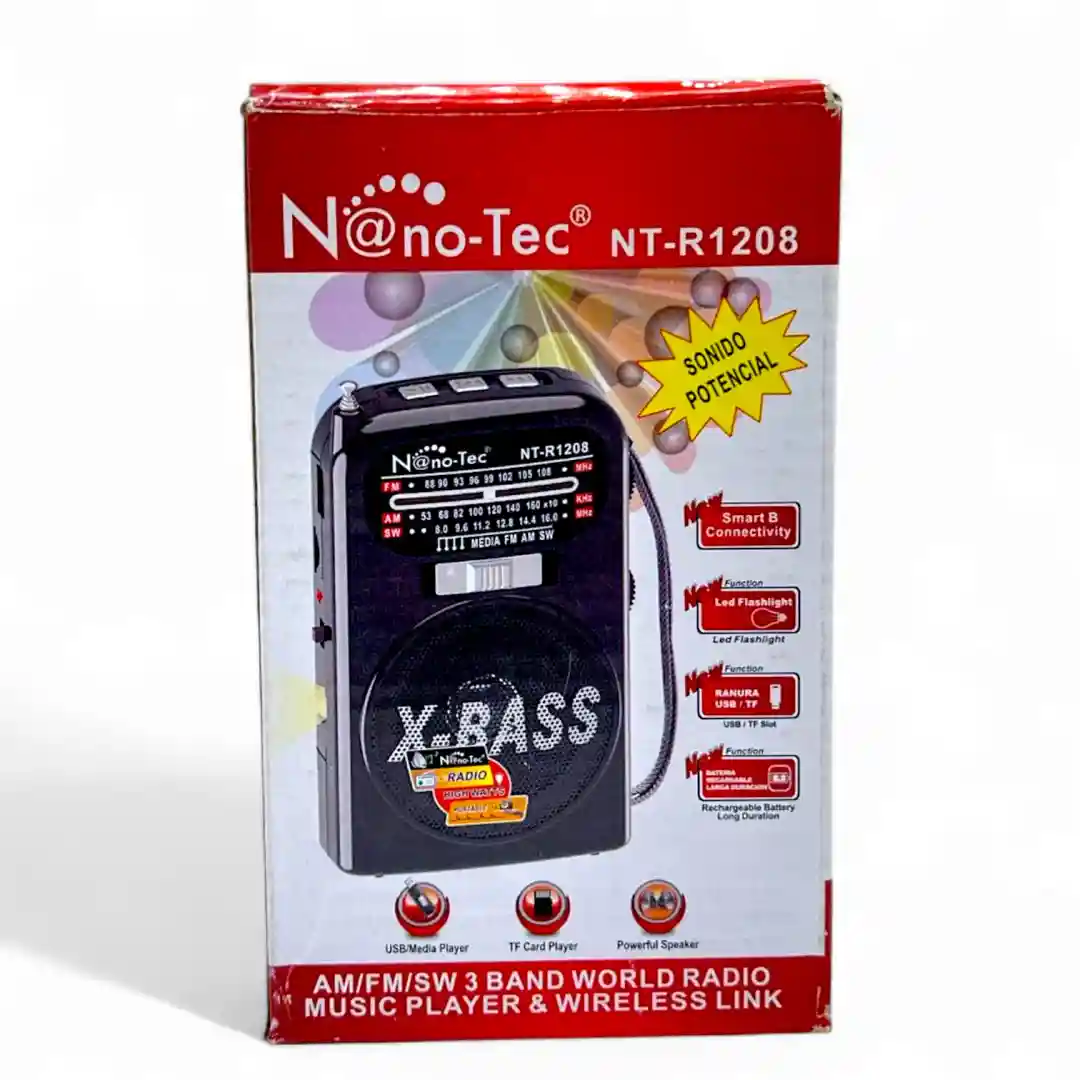 N@no-Tec® NT-R1208
SONIDO
POTENCIAL
N@no-Tec® NT-R1208
FM • 88 90 93 96 99 102 105 108 • MHz
KHz
AM • 53 68 82 100 120 140 160 x10 •
SW • • 8.0 9.6 11.2 12.8 14.4 16.0 • MHz
MEDIA FM AM SW
X-BASS
N@no-Tec®
RADIO
HIGH WATTS
New
Smart B
Connectivity
New Function
Led Flashlight
Led Flashlight
New Function
RANURA
USB / TF
USB / TF Slot
New Function
BATERIA
RECARGABLE
LARGA DURACION
Rechargeable Battery
Long Duration
USB/Media Player
TF Card Player
Powerful Speaker
AM/FM/SW 3 BAND WORLD RADIO
MUSIC PLAYER & WIRELESS LINK